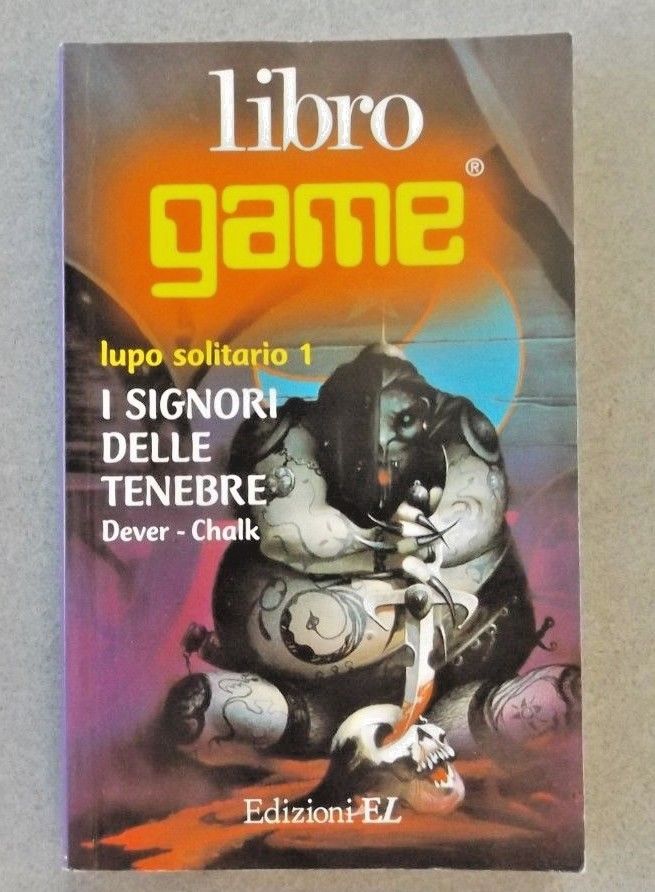 libro
game®
lupo solitario 1
I SIGNORI
DELLE
TENEBRE
Dever - Chalk
Edizioni EL